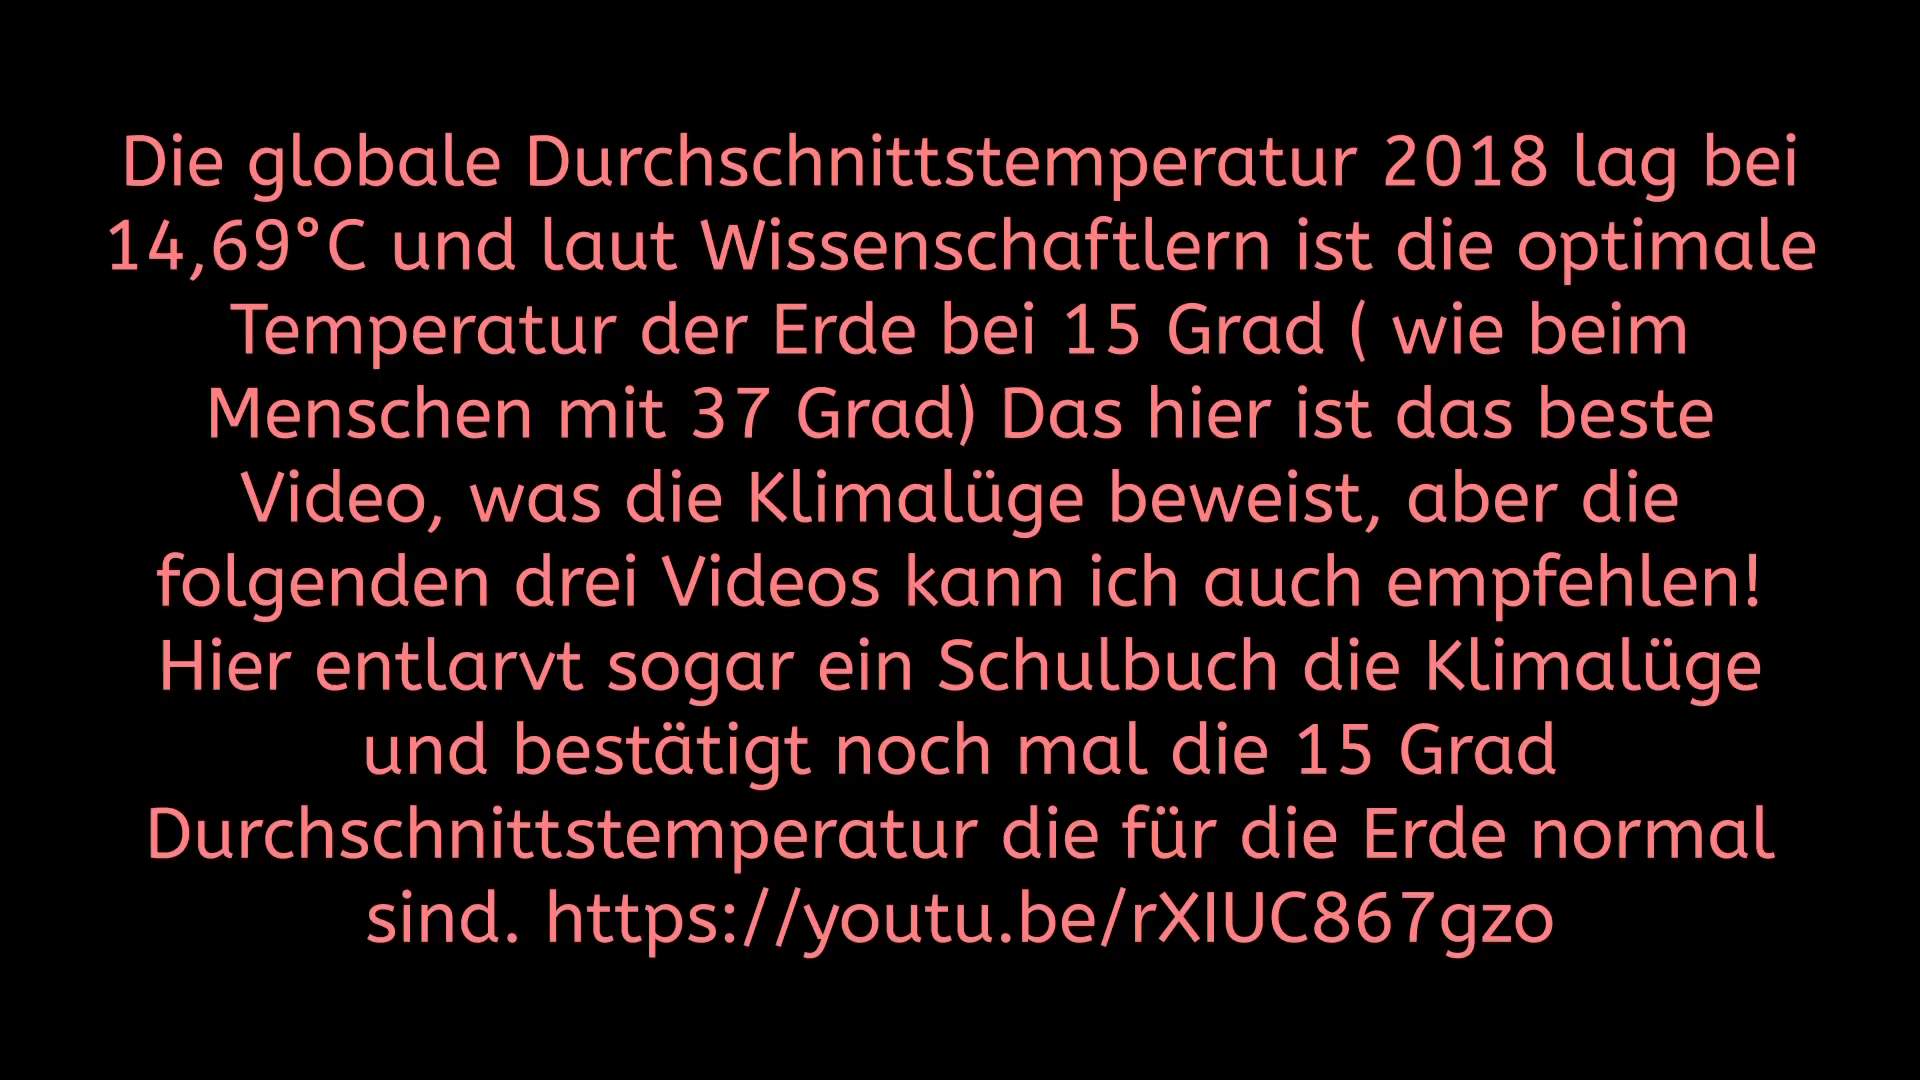 Die globale Durchschnittstemperatur 2018 lag bei
14,69°C und laut Wissenschaftlern ist die optimale
Temperatur der Erde bei 15 Grad ( wie beim
Menschen mit 37 Grad) Das hier ist das beste
Video, was die Klimalüge beweist, aber die
folgenden drei Videos kann ich auch empfehlen!
Hier entlarvt sogar ein Schulbuch die Klimalüge
und bestätigt noch mal die 15 Grad
Durchschnittstemperatur die für die Erde normal
sind. https://youtu.be/rXIUC867gzo